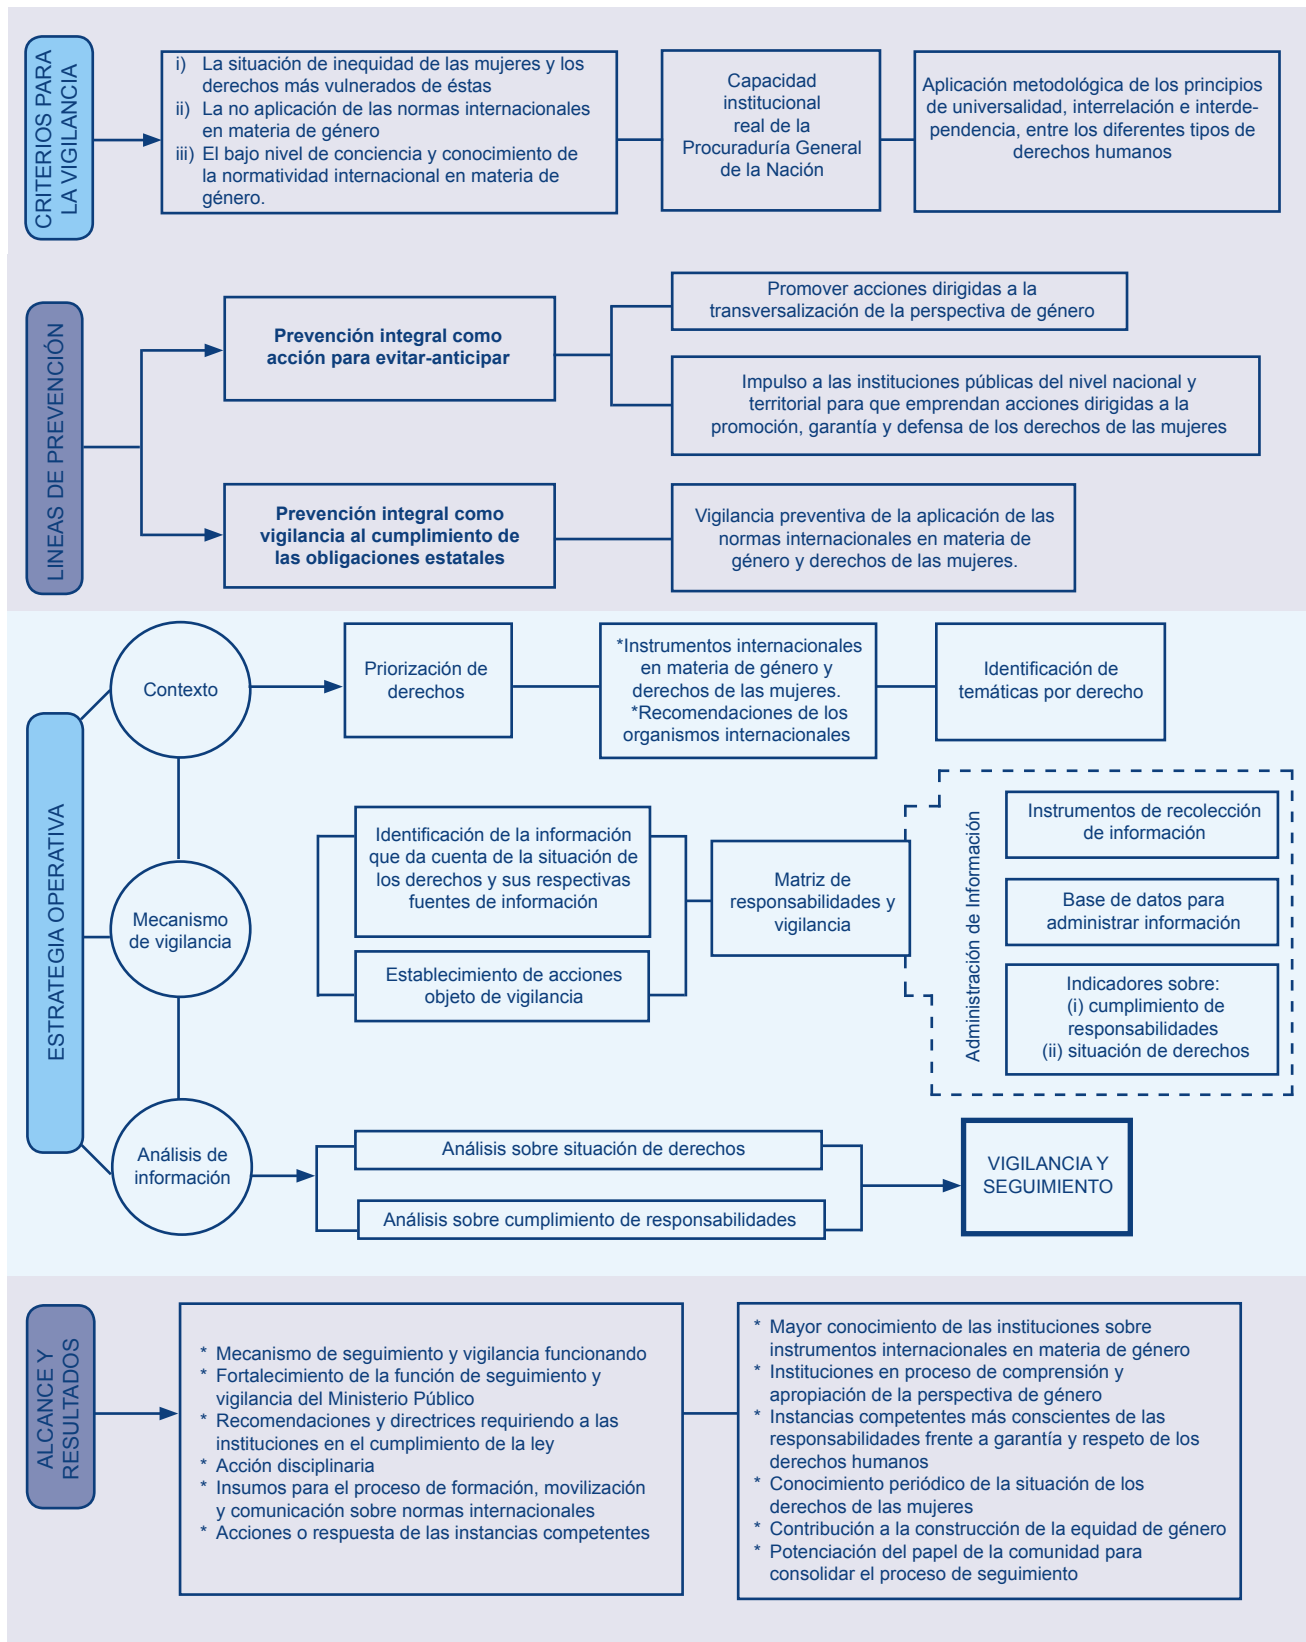 CRITERIOS PARA
LA VIGILANCIA
i) La situación de inequidad de las mujeres y los
derechos más vulnerados de éstas
ii) La no aplicación de las normas internacionales
en materia de género
iii) El bajo nivel de conciencia y conocimiento de
la normatividad internacional en materia de
género.
Capacidad
institucional
real de la
Procuraduría General
de la Nación
Aplicación metodológica de los principios
de universalidad, interrelación e interde-
pendencia, entre los diferentes tipos de
derechos humanos
LINEAS DE PREVENCIÓN
Prevención integral como
acción para evitar-anticipar
Promover acciones dirigidas a la
transversalización de la perspectiva de género
Impulso a las instituciones públicas del nivel nacional y
territorial para que emprendan acciones dirigidas a la
promoción, garantía y defensa de los derechos de las mujeres
Prevención integral como
vigilancia al cumplimiento de
las obligaciones estatales
Vigilancia preventiva de la aplicación de las
normas internacionales en materia de
género y derechos de las mujeres.
ESTRATEGIA OPERATIVA
Contexto
Priorización de
derechos
*Instrumentos internacionales
en materia de género y
derechos de las mujeres.
*Recomendaciones de los
organismos internacionales
Identificación de
temáticas por derecho
Mecanismo
de vigilancia
Identificación de la información
que da cuenta de la situación de
los derechos y sus respectivas
fuentes de información
Establecimiento de acciones
objeto de vigilancia
Matriz de
responsabilidades y
vigilancia
Administración de Información
Instrumentos de recolección
de información
Base de datos para
administrar información
Indicadores sobre:
(i) cumplimiento de
responsabilidades
(ii) situación de derechos
Análisis de
información
Análisis sobre situación de derechos
Análisis sobre cumplimiento de responsabilidades
VIGILANCIA Y
SEGUIMIENTO
ALCANCE Y
RESULTADOS
* Mecanismo de seguimiento y vigilancia funcionando
* Fortalecimiento de la función de seguimiento y
vigilancia del Ministerio Público
* Recomendaciones y directrices requiriendo a las
instituciones en el cumplimiento de la ley
* Acción disciplinaria
* Insumos para el proceso de formación, movilización
y comunicación sobre normas internacionales
* Acciones o respuesta de las instancias competentes
* Mayor conocimiento de las instituciones sobre
instrumentos internacionales en materia de género
* Instituciones en proceso de comprensión y
apropiación de la perspectiva de género
* Instancias competentes más conscientes de las
responsabilidades frente a garantía y respeto de los
derechos humanos
* Conocimiento periódico de la situación de los
derechos de las mujeres
* Contribución a la construcción de la equidad de género
* Potenciación del papel de la comunidad para
consolidar el proceso de seguimiento